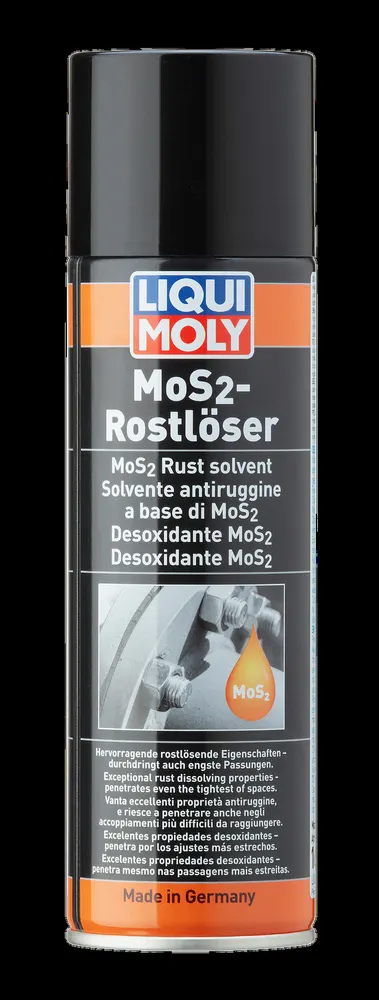 LIQUI
MOLY
MoS2-
Rostlöser
MoS2 Rust solvent
Solvente antiruggine
a base di MoS2
Desoxidante MoS2
Desoxidante MoS2
MoS2
Hervorragende rostlösende Eigenschaften –
durchdringt auch engste Passungen.
Exceptional rust dissolving properties –
penetrates even the tightest of spaces.
Vanta eccellenti proprietà antiruggine,
e riesce a penetrare anche negli
accoppiamenti più difficili da raggiungere.
Excelentes propiedades desoxidantes –
penetra por los ajustes más estrechos.
Excelentes propiedades desoxidantes –
penetra mesmo nas passagens mais estreitas.
Made in Germany